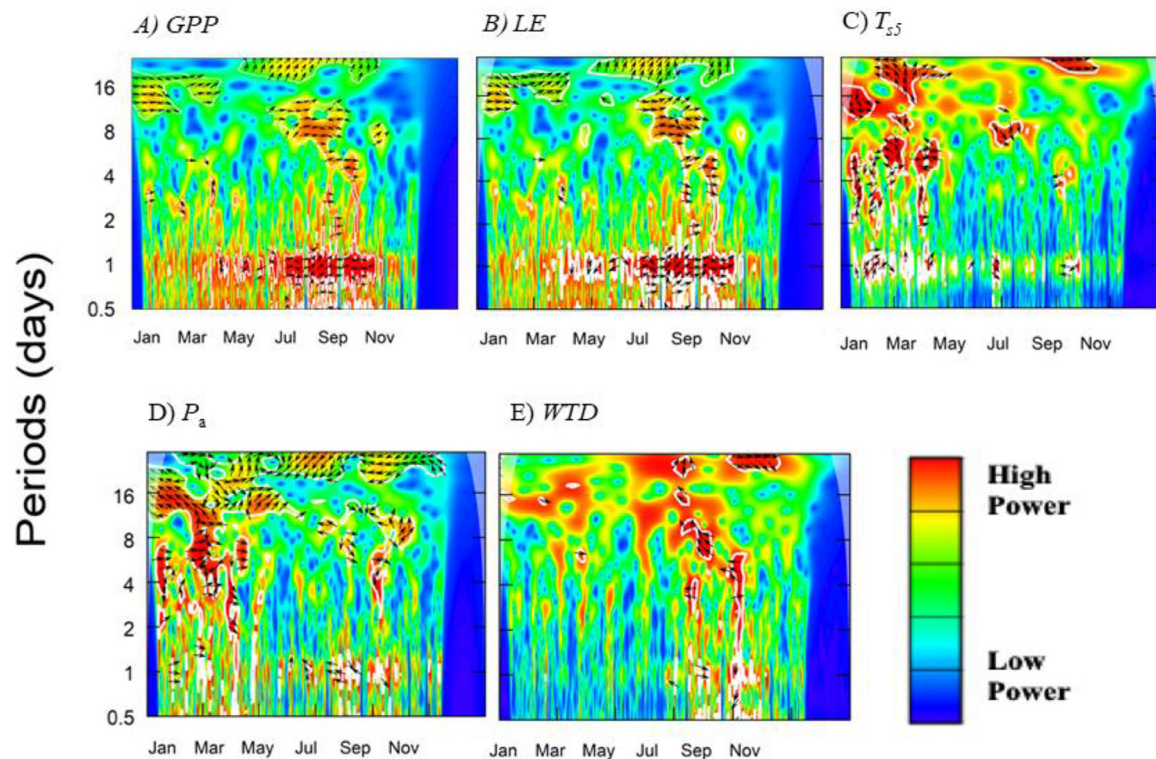 A) GPP
B) LE
C) Ts5
Periods (days)
16
8
4
2
1
0.5
Jan Mar May Jul Sep Nov
Jan Mar May Jul Sep Nov
Jan Mar May Jul Sep Nov
D) Pa
E) WTD
16
8
4
2
1
0.5
Jan Mar May Jul Sep Nov
Jan Mar May Jul Sep Nov
High
Power
Low
Power